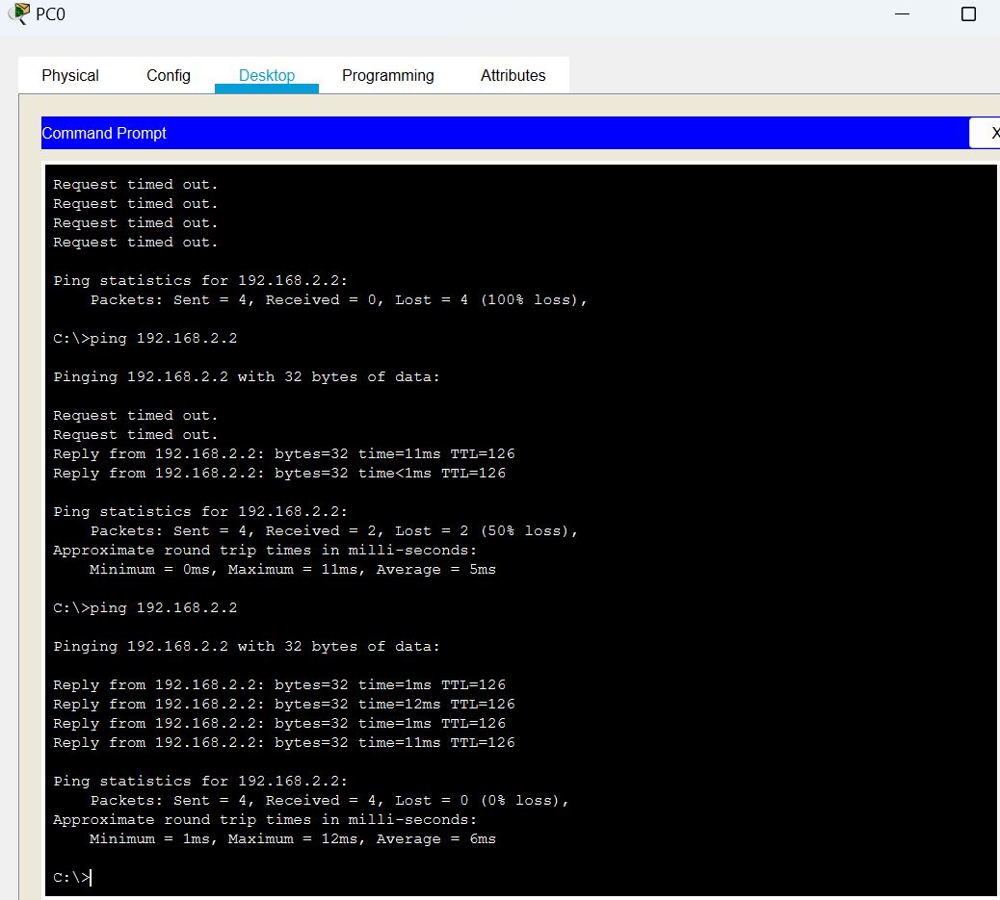 PC0
Physical Config Desktop Programming Attributes
Command Prompt
X
Request timed out.
Request timed out.
Request timed out.
Request timed out.
Ping statistics for 192.168.2.2:
Packets: Sent = 4, Received = 0, Lost = 4 (100% loss),
C:\>ping 192.168.2.2
Pinging 192.168.2.2 with 32 bytes of data:
Request timed out.
Request timed out.
Reply from 192.168.2.2: bytes=32 time=11ms TTL=126
Reply from 192.168.2.2: bytes=32 time<1ms TTL=126
Ping statistics for 192.168.2.2:
Packets: Sent = 4, Received = 2, Lost = 2 (50% loss),
Approximate round trip times in milli-seconds:
Minimum = 0ms, Maximum = 11ms, Average = 5ms
C:\>ping 192.168.2.2
Pinging 192.168.2.2 with 32 bytes of data:
Reply from 192.168.2.2: bytes=32 time=1ms TTL=126
Reply from 192.168.2.2: bytes=32 time=12ms TTL=126
Reply from 192.168.2.2: bytes=32 time=1ms TTL=126
Reply from 192.168.2.2: bytes=32 time=11ms TTL=126
Ping statistics for 192.168.2.2:
Packets: Sent = 4, Received = 4, Lost = 0 (0% loss),
Approximate round trip times in milli-seconds:
Minimum = 1ms, Maximum = 12ms, Average = 6ms
C:\>